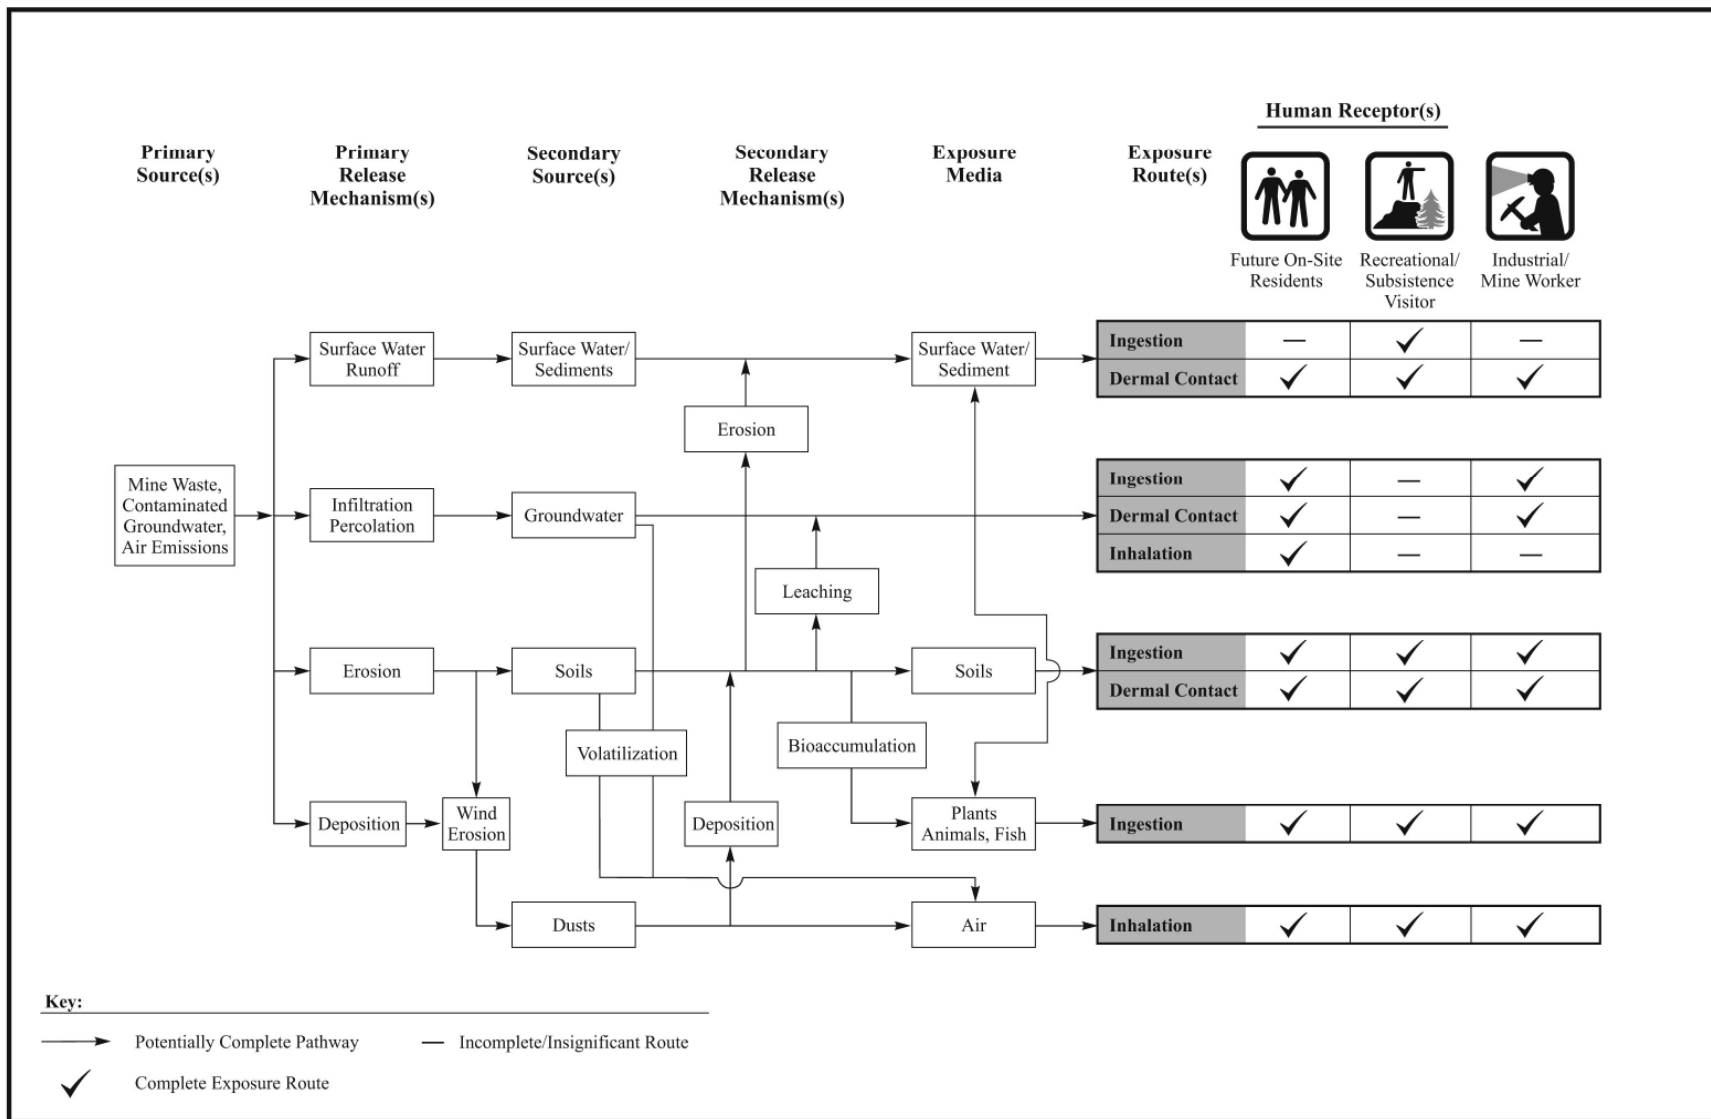 Human Receptor(s)
Primary
Source(s)
Primary
Release
Mechanism(s)
Secondary
Source(s)
Secondary
Release
Mechanism(s)
Exposure
Media
Exposure
Route(s)
Future On-Site
Residents
Recreational/
Subsistence
Visitor
Industrial/
Mine Worker
Surface Water
Runoff
Surface Water/
Sediments
Surface Water/
Sediment
Ingestion
Dermal Contact
Erosion
Mine Waste,
Contaminated
Groundwater,
Air Emissions
Infiltration
Percolation
Groundwater
Ingestion
Dermal Contact
Inhalation
Leaching
Erosion
Soils
Soils
Ingestion
Dermal Contact
Volatilization
Bioaccumulation
Deposition
Wind
Erosion
Deposition
Plants
Animals, Fish
Ingestion
Dusts
Air
Inhalation
Key:
Potentially Complete Pathway
Incomplete/Insignificant Route
Complete Exposure Route